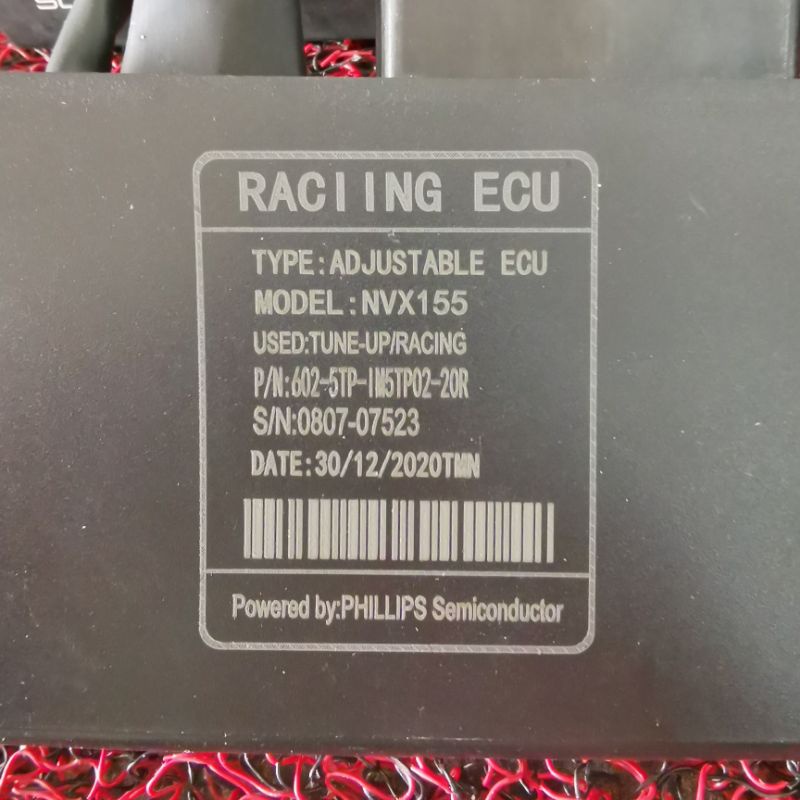 RACIING ECU
TYPE:ADJUSTABLE ECU
MODEL:NVX155
USED:TUNE-UP/RACING
P/N:602-5TP-IM5TP02-20R
S/N:0807-07523
DATE:30/12/2020TMN
Powered by:PHILLIPS Semiconductor